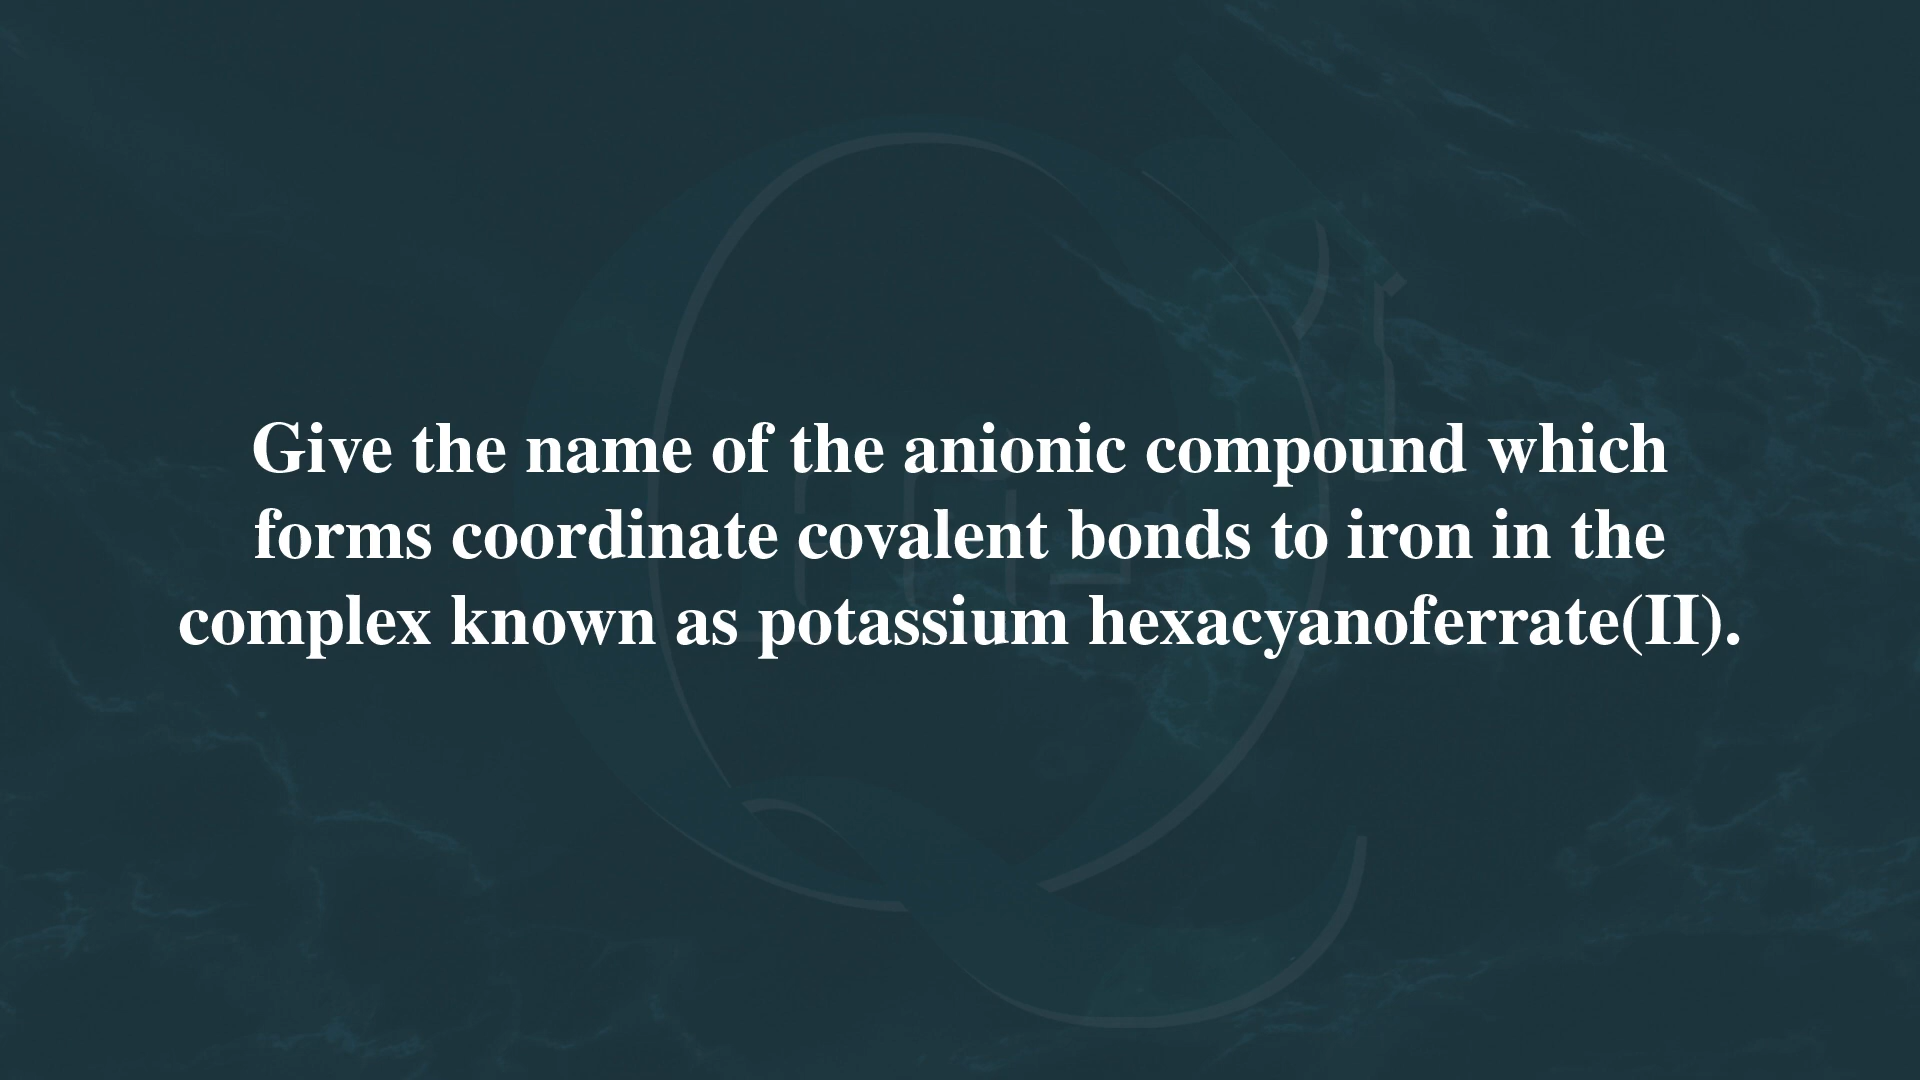 Give the name of the anionic compound which
forms coordinate covalent bonds to iron in the
complex known as potassium hexacyanoferrate(II).